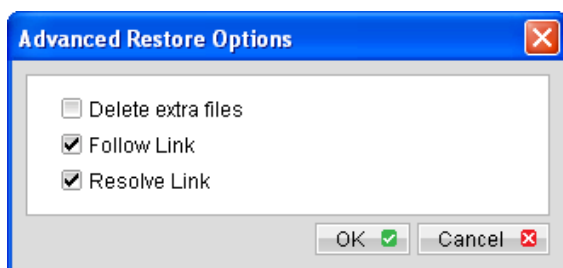 Advanced Restore Options
Delete extra files
Follow Link
Resolve Link
OK Cancel